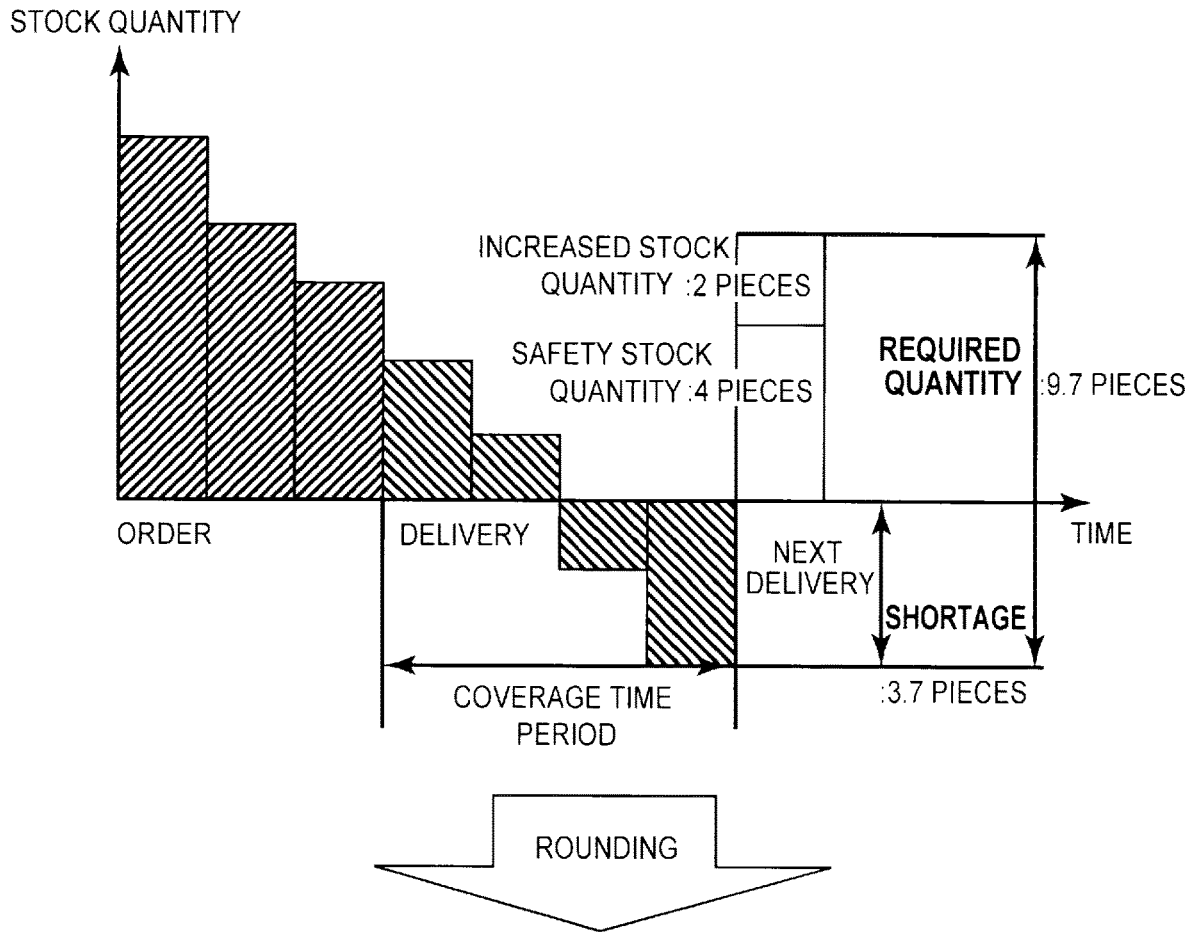 STOCK QUANTITY
INCREASED STOCK
QUANTITY :2 PIECES
SAFETY STOCK
QUANTITY :4 PIECES
REQUIRED
QUANTITY
:9.7 PIECES
ORDER
DELIVERY
NEXT
DELIVERY
TIME
SHORTAGE
:3.7 PIECES
COVERAGE TIME
PERIOD
ROUNDING